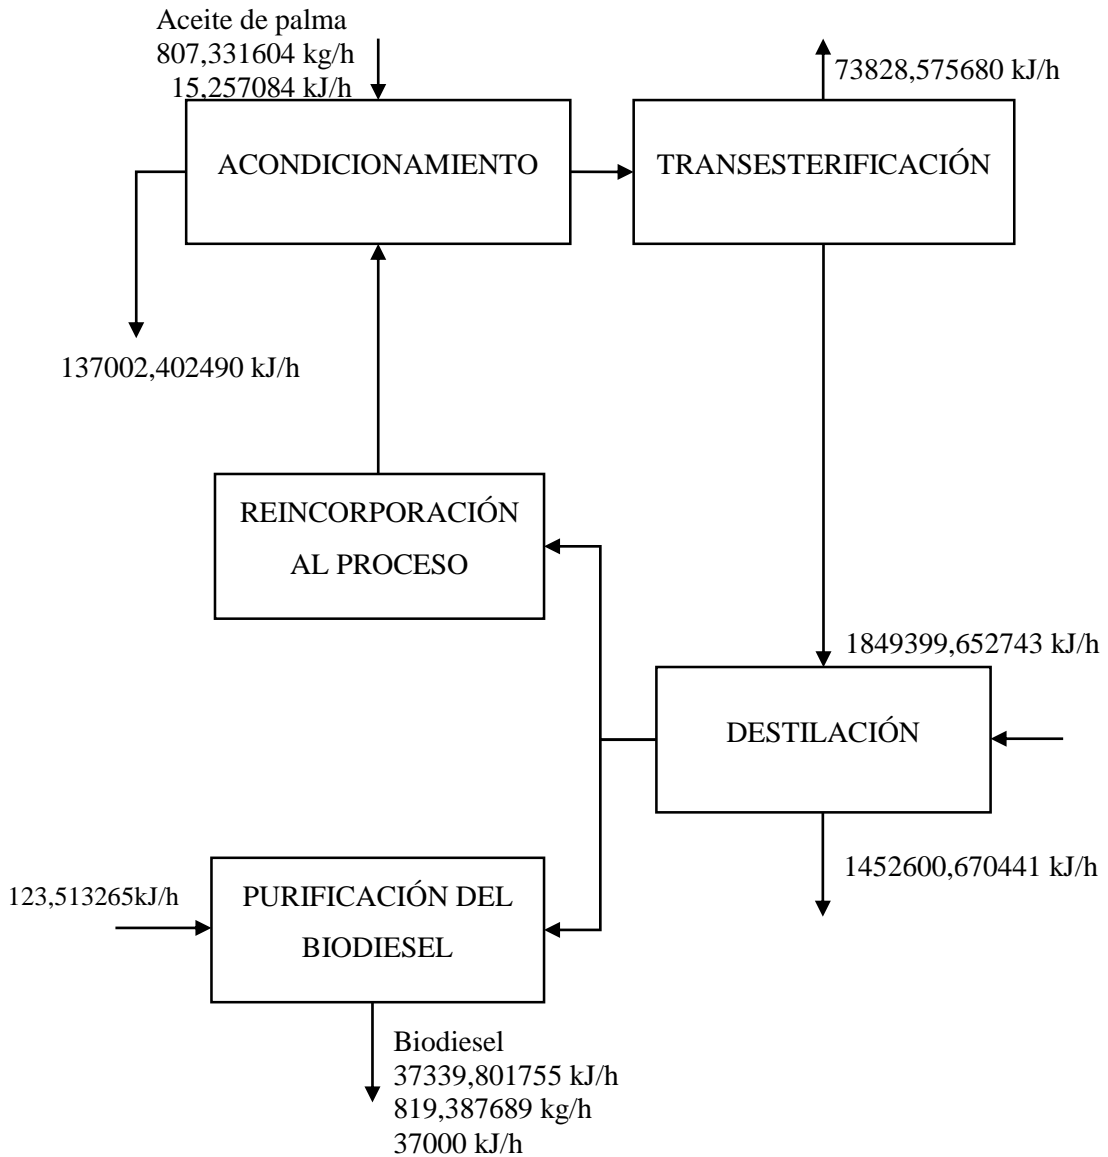 Aceite de palma
807,331604 kg/h
15,257084 kJ/h
73828,575680 kJ/h
ACONDICIONAMIENTO
TRANSESTERIFICACIÓN
137002,402490 kJ/h
REINCORPORACIÓN
AL PROCESO
1849399,652743 kJ/h
DESTILACIÓN
1452600,670441 kJ/h
123,513265kJ/h
PURIFICACIÓN DEL
BIODIESEL
Biodiesel
37339,801755 kJ/h
819,387689 kg/h
37000 kJ/h